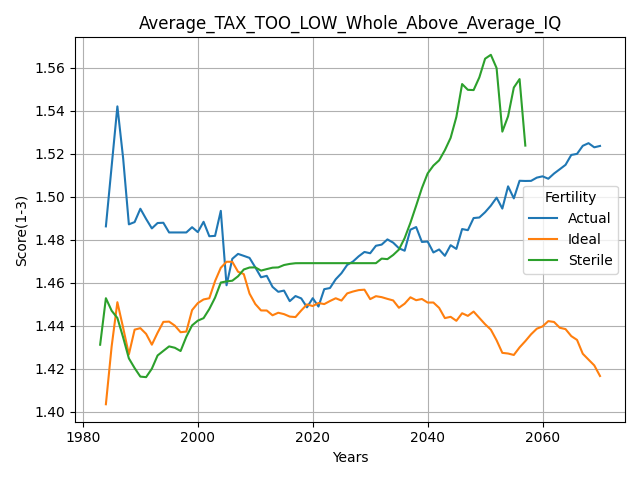 Average_TAX_TOO_LOW_Whole_Above_Average_IQ
Score(1-3)
1.56
1.54
1.52
1.50
1.48
1.46
1.44
1.42
1.40
Fertility
Actual
Ideal
Sterile
1980 2000 2020 2040 2060
Years